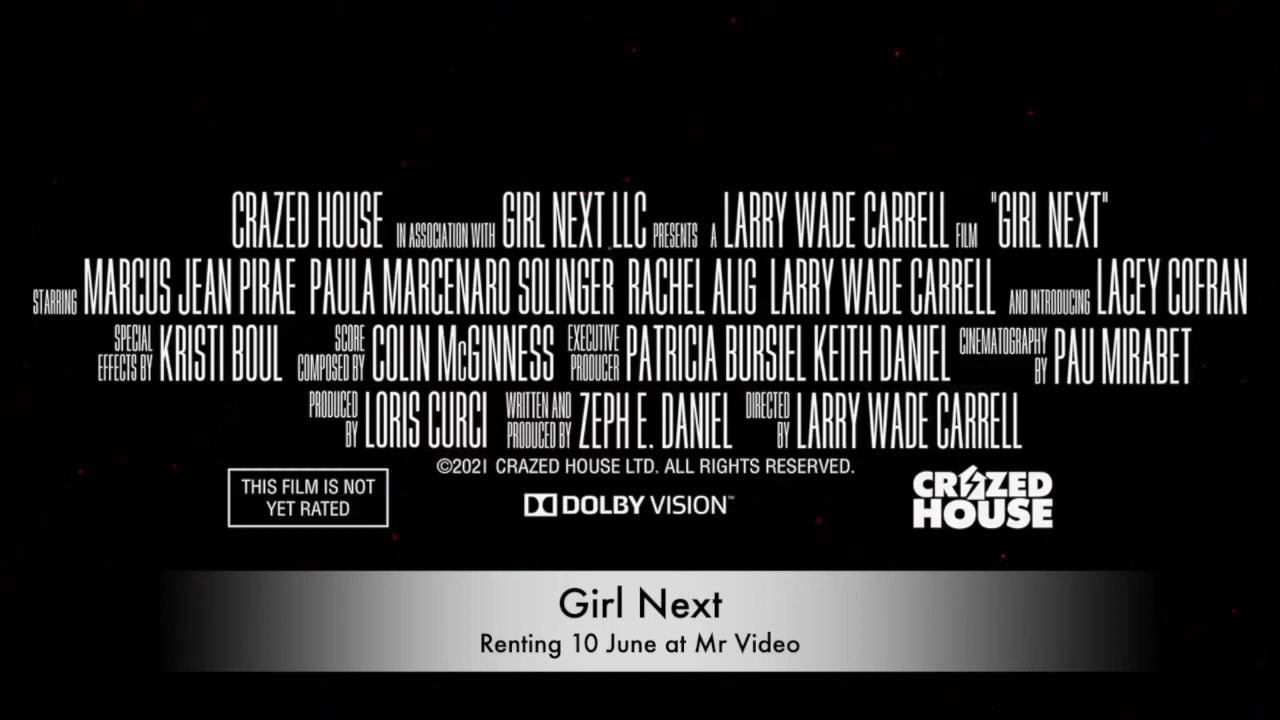 CRAZED HOUSE IN ASSOCIATION WITH GIRL NEXT LLC PRESENTS A LARRY WADE CARRELL FILM "GIRL NEXT"
STARRING MARCUS JEAN PIRAE PAULA MARCENARO SOLINGER RACHEL ALIG LARRY WADE CARRELL AND INTRODUCING LACEY COFRAN
SPECIAL EFFECTS BY KRISTI BOUL SCORE COMPOSED BY COLIN McGINNESS EXECUTIVE PRODUCER PATRICIA BURSIEL KEITH DANIEL CINEMATOGRAPHY BY PAU MIRABET
PRODUCED BY LORIS CURCI WRITTEN AND PRODUCED BY ZEPH E. DANIEL DIRECTED BY LARRY WADE CARRELL
©2021 CRAZED HOUSE LTD. ALL RIGHTS RESERVED.
THIS FILM IS NOT
YET RATED
DOLBY VISION™
CRAZED
HOUSE
Girl Next
Renting 10 June at Mr Video